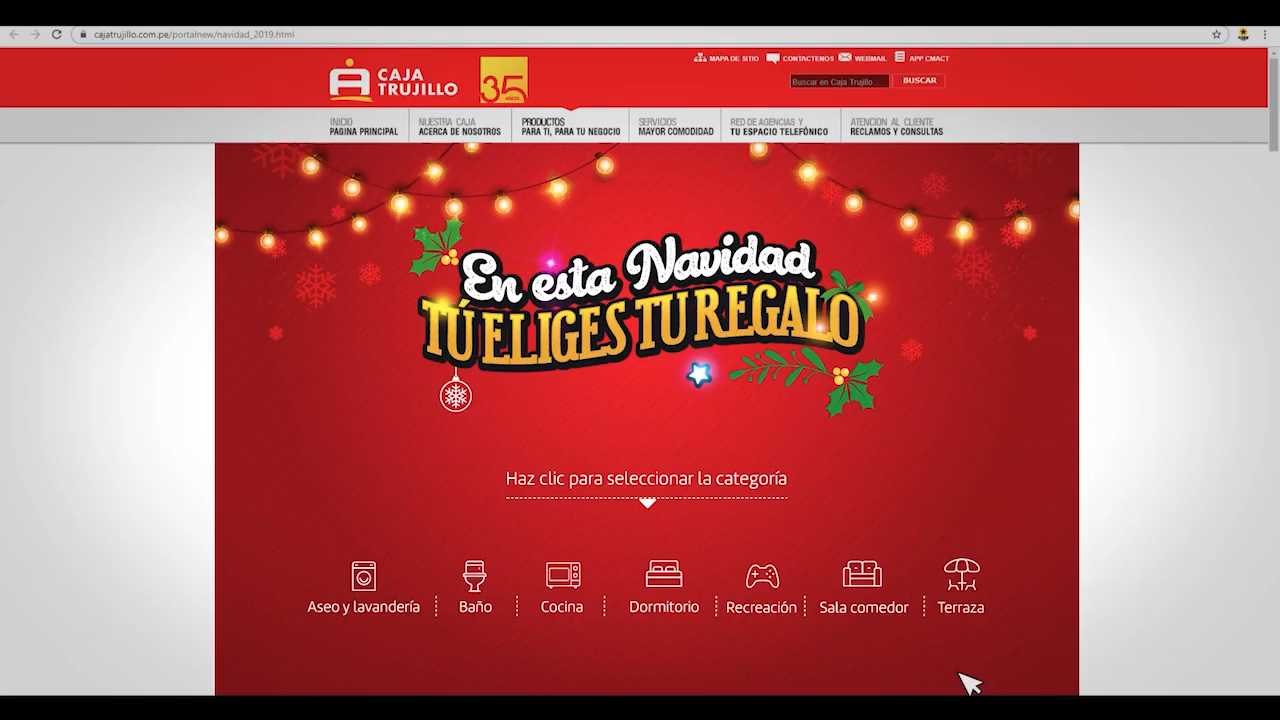 cajatrujillo.com.pe/portalnew/navidad_2019.html
MAPA DE SITIO CONTACTENOS WEBMAIL APP CMACT
CAJA
TRUJILLO
35
AÑOS
Buscar en Caja Trujillo...
BUSCAR
INICIO
PAGINA PRINCIPAL
NUESTRA CAJA
ACERCA DE NOSOTROS
PRODUCTOS
PARA TI, PARA TU NEGOCIO
SERVICIOS
MAYOR COMODIDAD
RED DE AGENCIAS Y
TU ESPACIO TELEFÓNICO
ATENCION AL CLIENTE
RECLAMOS Y CONSULTAS
En esta Navidad
TÚ ELIGES TU REGALO
Haz clic para seleccionar la categoría
Aseo y lavandería
Baño
Cocina
Dormitorio
Recreación
Sala comedor
Terraza